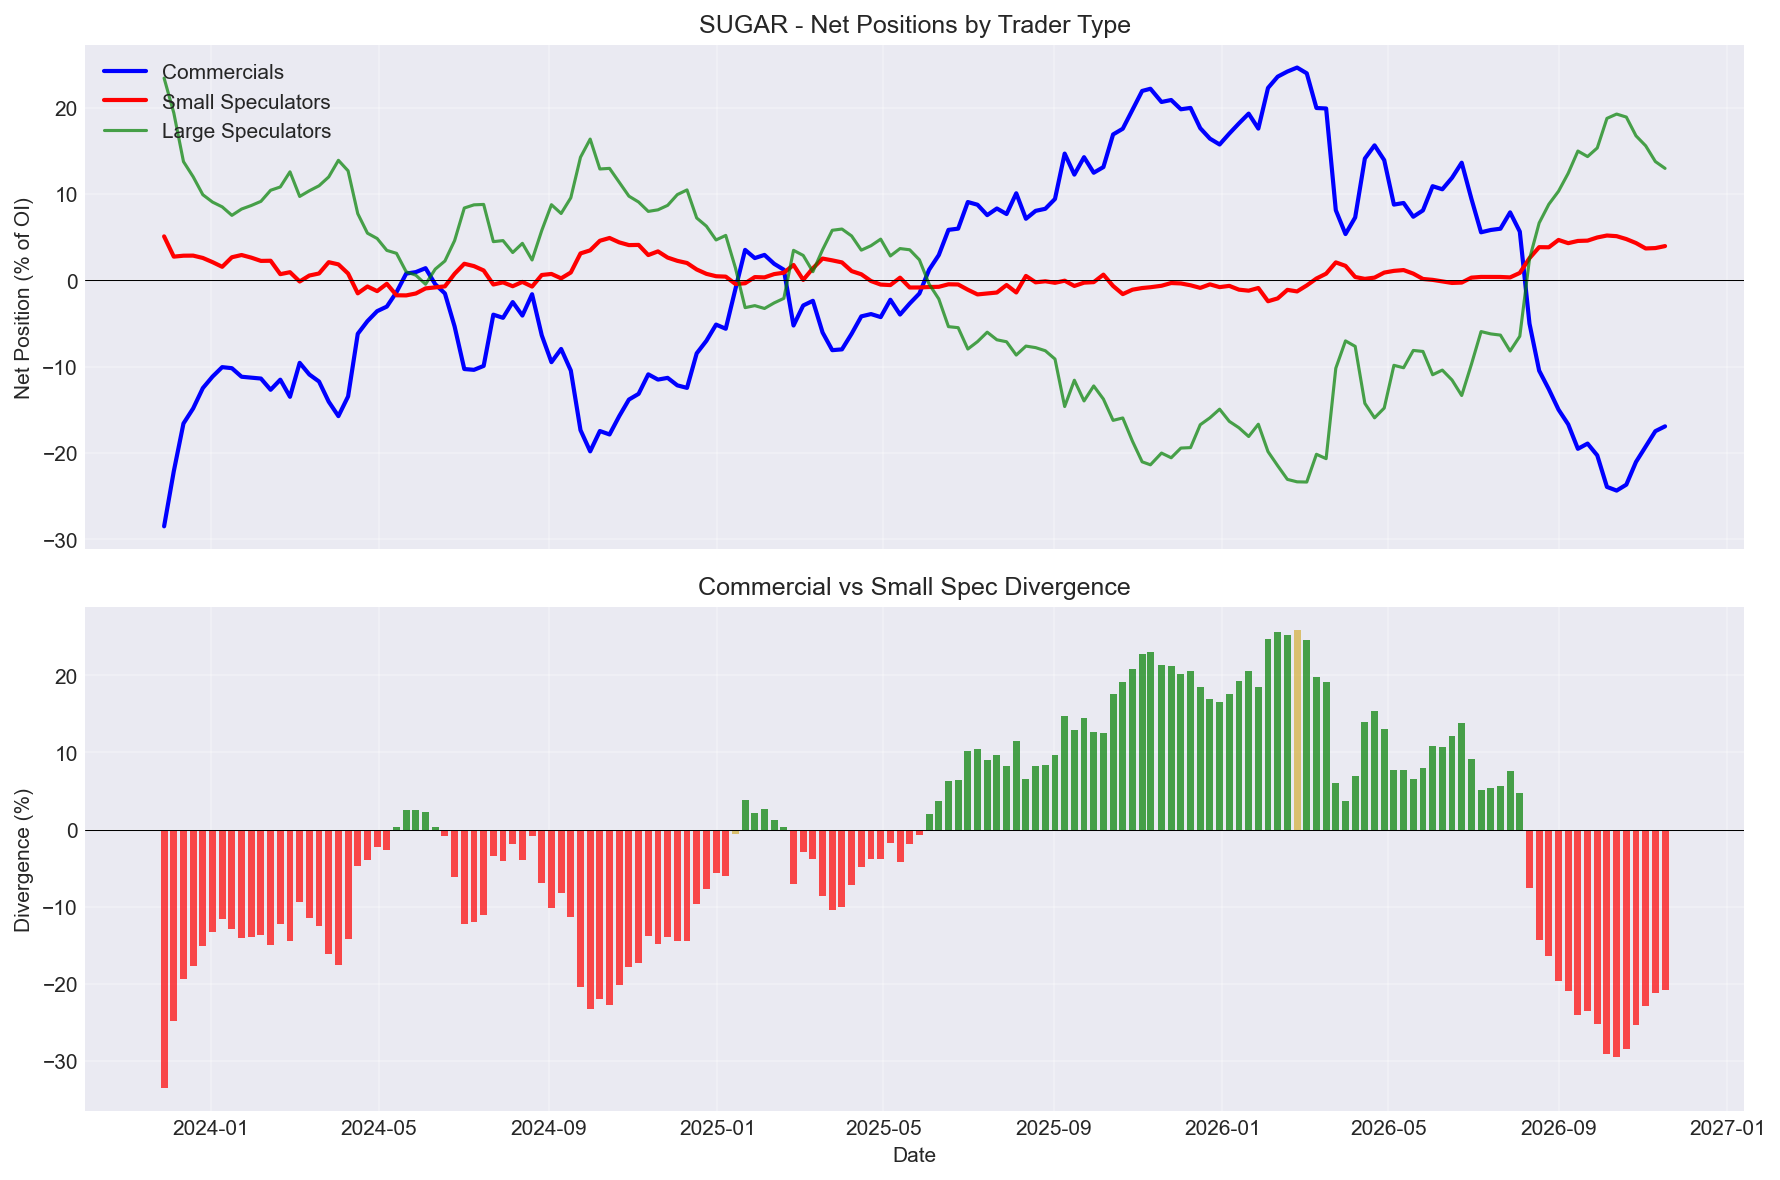 SUGAR - Net Positions by Trader Type
Commercials
Small Speculators
Large Speculators
Net Position (% of OI)
20
10
0
−10
−20
−30
Commercial vs Small Spec Divergence
Divergence (%)
20
10
0
−10
−20
−30
2024-01 2024-05 2024-09 2025-01 2025-05 2025-09 2026-01 2026-05 2026-09 2027-01
Date